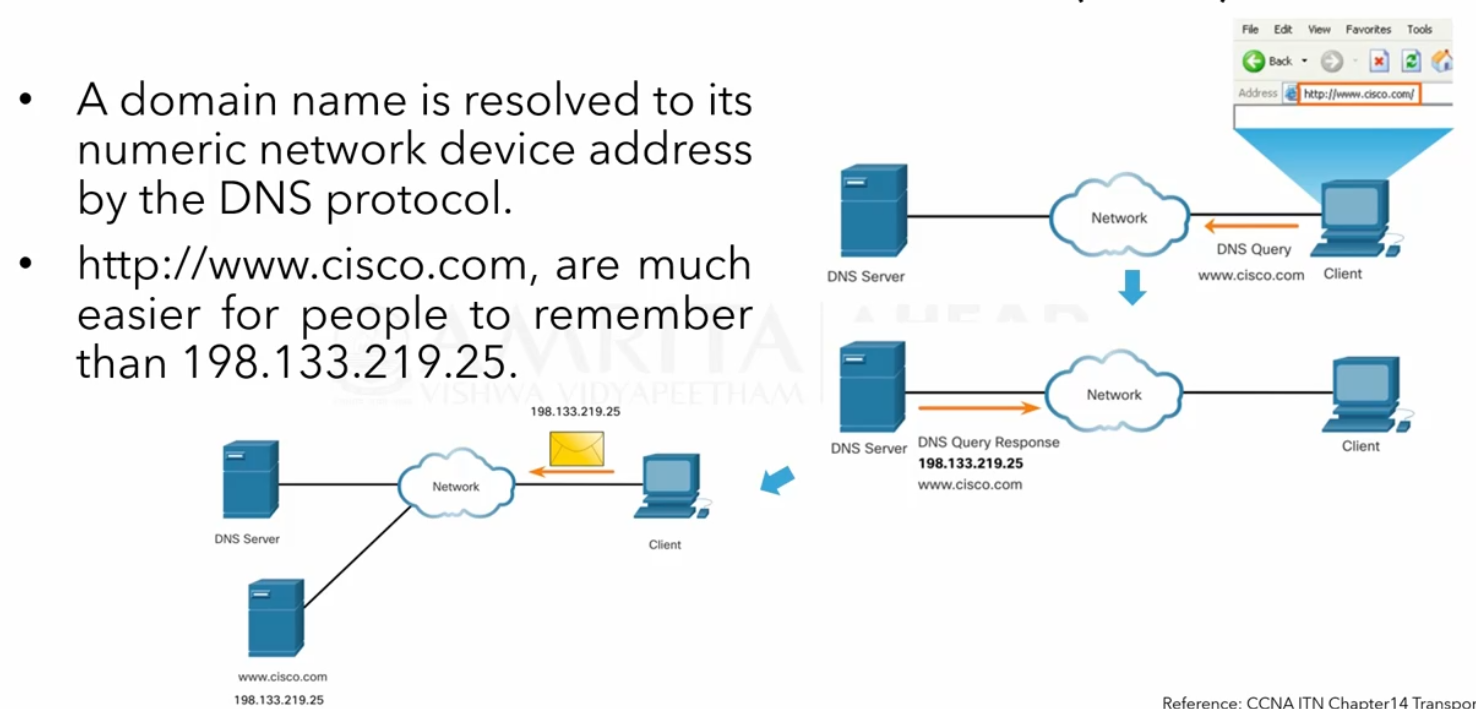 • A domain name is resolved to its
numeric network device address
by the DNS protocol.
• http://www.cisco.com, are much
easier for people to remember
than 198.133.219.25.
File Edit View Favorites Tools
Back
Address http://www.cisco.com/
Network
DNS Query
DNS Server
www.cisco.com Client
Network
DNS Server DNS Query Response
Client
198.133.219.25
www.cisco.com
198.133.219.25
Network
DNS Server
Client
www.cisco.com
198.133.219.25
AMRITA
VISHWA VIDYAPEETHAM
Reference: CCNA ITN Chapter14 Transpor